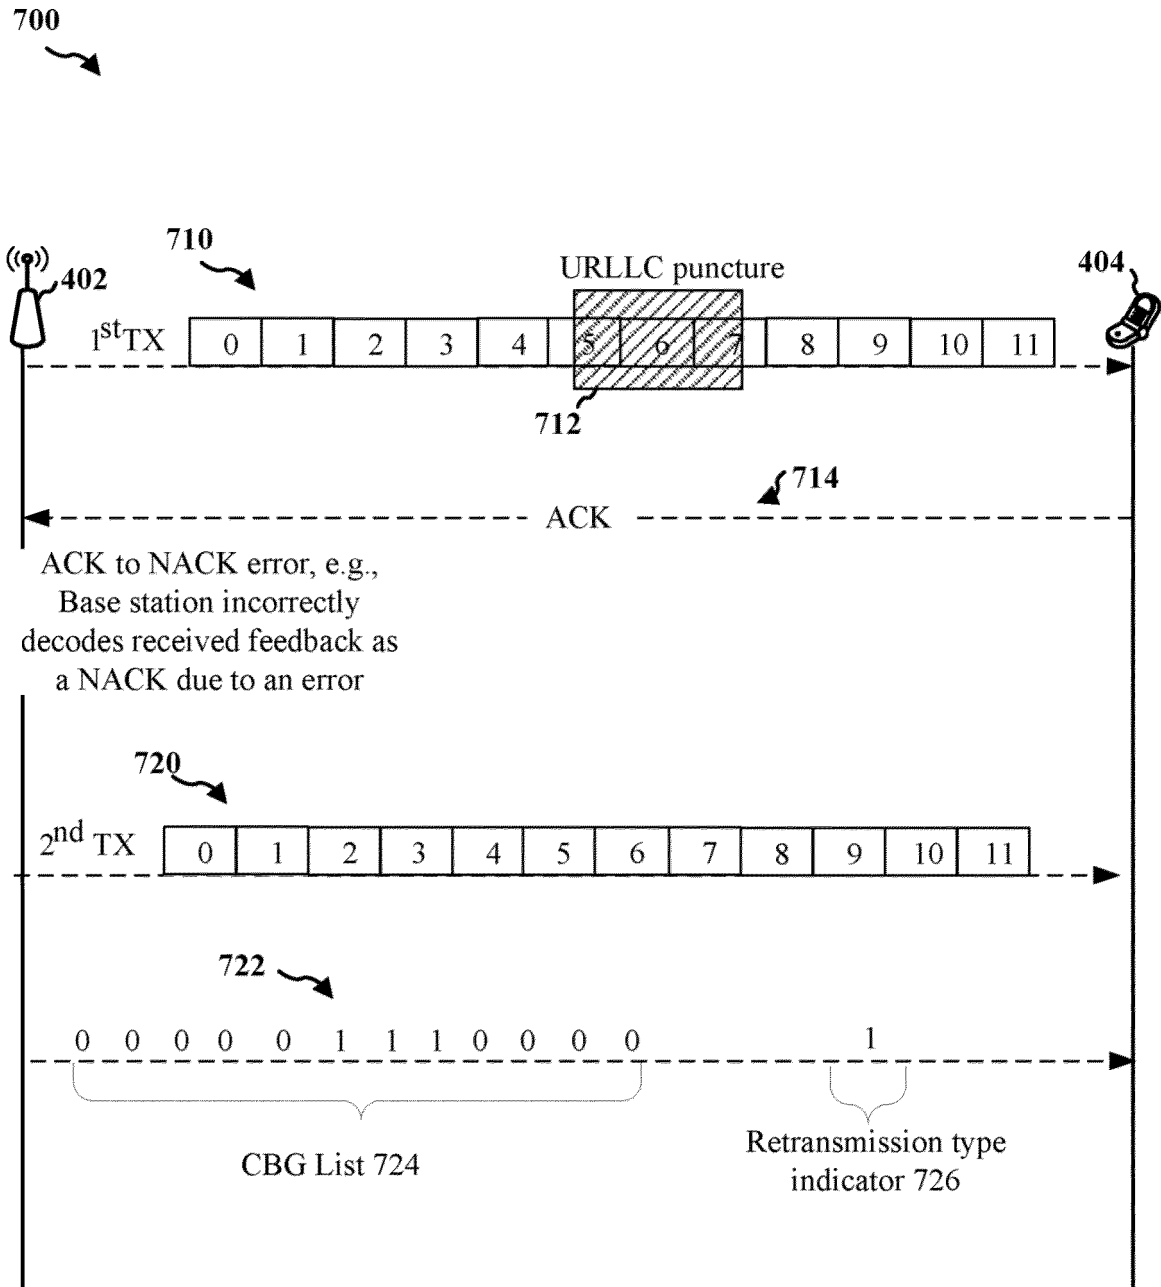 700
710
URLLC puncture
402
404
1st TX
0 1 2 3 4 5 6 7 8 9 10 11
712
714
ACK
ACK to NACK error, e.g.,
Base station incorrectly
decodes received feedback as
a NACK due to an error
720
2nd TX
0 1 2 3 4 5 6 7 8 9 10 11
722
0 0 0 0 0 1 1 1 0 0 0 0
1
CBG List 724
Retransmission type
indicator 726